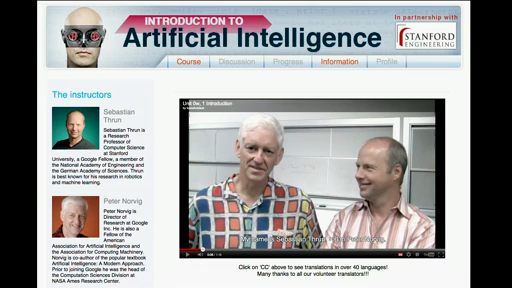 INTRODUCTION TO
Artificial Intelligence
In partnership with
STANFORD
ENGINEERING
Course Discussion Progress Information Profile
The instructors
Sebastian
Thrun
Sebastian Thrun is
a Research
Professor of
Computer Science
at Stanford
University, a Google Fellow, a member of
the National Academy of Engineering and
the German Academy of Sciences. Thrun
is best known for his research in robotics
and machine learning.
Peter Norvig
Peter Norvig is
Director of
Research at Google
Inc. He is also a
Fellow of the
American
Association for Artificial Intelligence and
the Association for Computing Machinery.
Norvig is co-author of the popular textbook
Artificial Intelligence: A Modern Approach.
Prior to joining Google he was the head of
the Computation Sciences Division at
NASA Ames Research Center.
Unit 0w, 1 Introduction
Click on 'CC' above to see translations in over 40 languages!
Many thanks to all our volunteer translators!!!